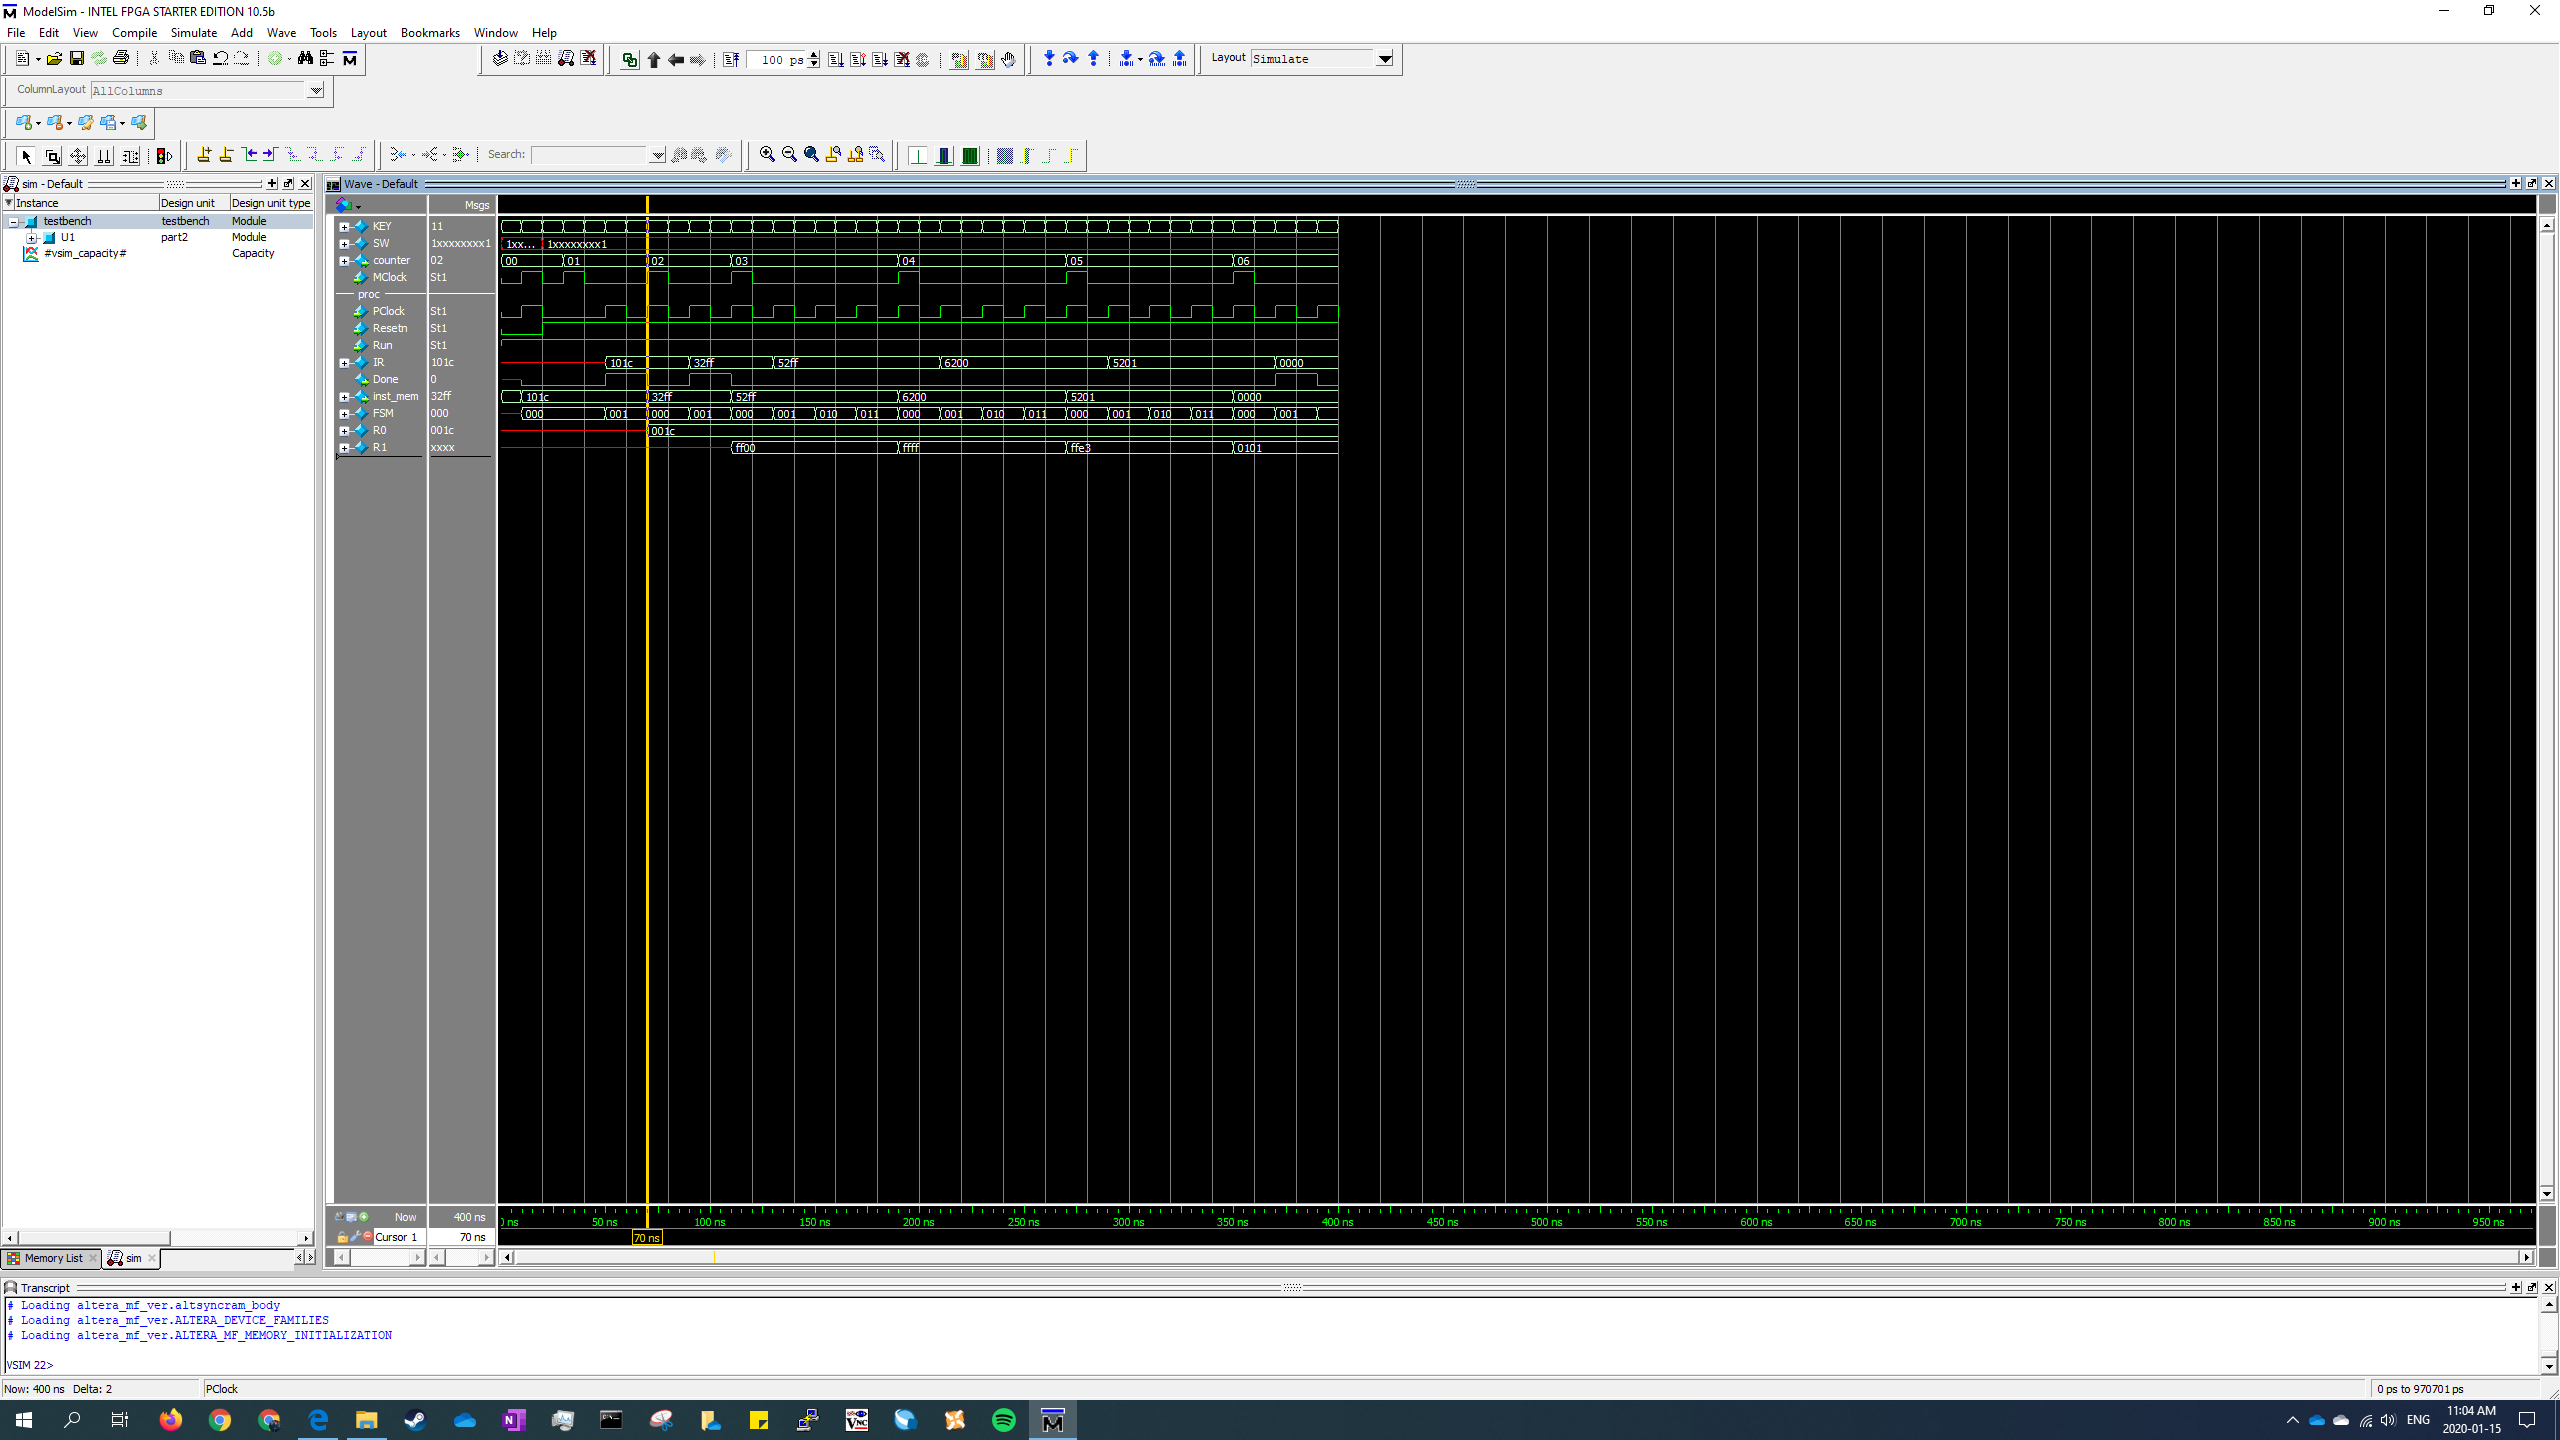 ModelSim - INTEL FPGA STARTER EDITION 10.5b
File Edit View Compile Simulate Add Wave Tools Layout Bookmarks Window Help
100 ps
Layout Simulate
ColumnLayout AllColumns
Search:
sim - Default
Instance Design unit Design unit type
testbench testbench Module
U1 part2 Module
#vsim_capacity# Capacity
Wave - Default
Msgs
KEY 11
SW 1xxxxxxxx1 1xx... 1xxxxxxxx1
counter 02 00 01 02 03 04 05 06
MClock St1
proc
PClock St1
Resetn St1
Run St1
IR 101c 101c 32ff 52ff 6200 5201 0000
Done 0
inst_mem 32ff 101c 32ff 52ff 6200 5201 0000
FSM 000 000 001 000 001 000 001 010 011 000 001 010 011 000 001 010 011 000 001
R0 001c 001c
R1 xxxx ff00 ffff ffe3 0101
Now 400 ns ns 50 ns 100 ns 150 ns 200 ns 250 ns 300 ns 350 ns 400 ns 450 ns 500 ns 550 ns 600 ns 650 ns 700 ns 750 ns 800 ns 850 ns 900 ns 950 ns
Cursor 1 70 ns 70 ns
Memory List sim
Transcript
# Loading altera_mf_ver.altsyncram_body
# Loading altera_mf_ver.ALTERA_DEVICE_FAMILIES
# Loading altera_mf_ver.ALTERA_MF_MEMORY_INITIALIZATION
VSIM 22>
Now: 400 ns Delta: 2 PClock 0 ps to 970701 ps
ENG 11:04 AM
2020-01-15